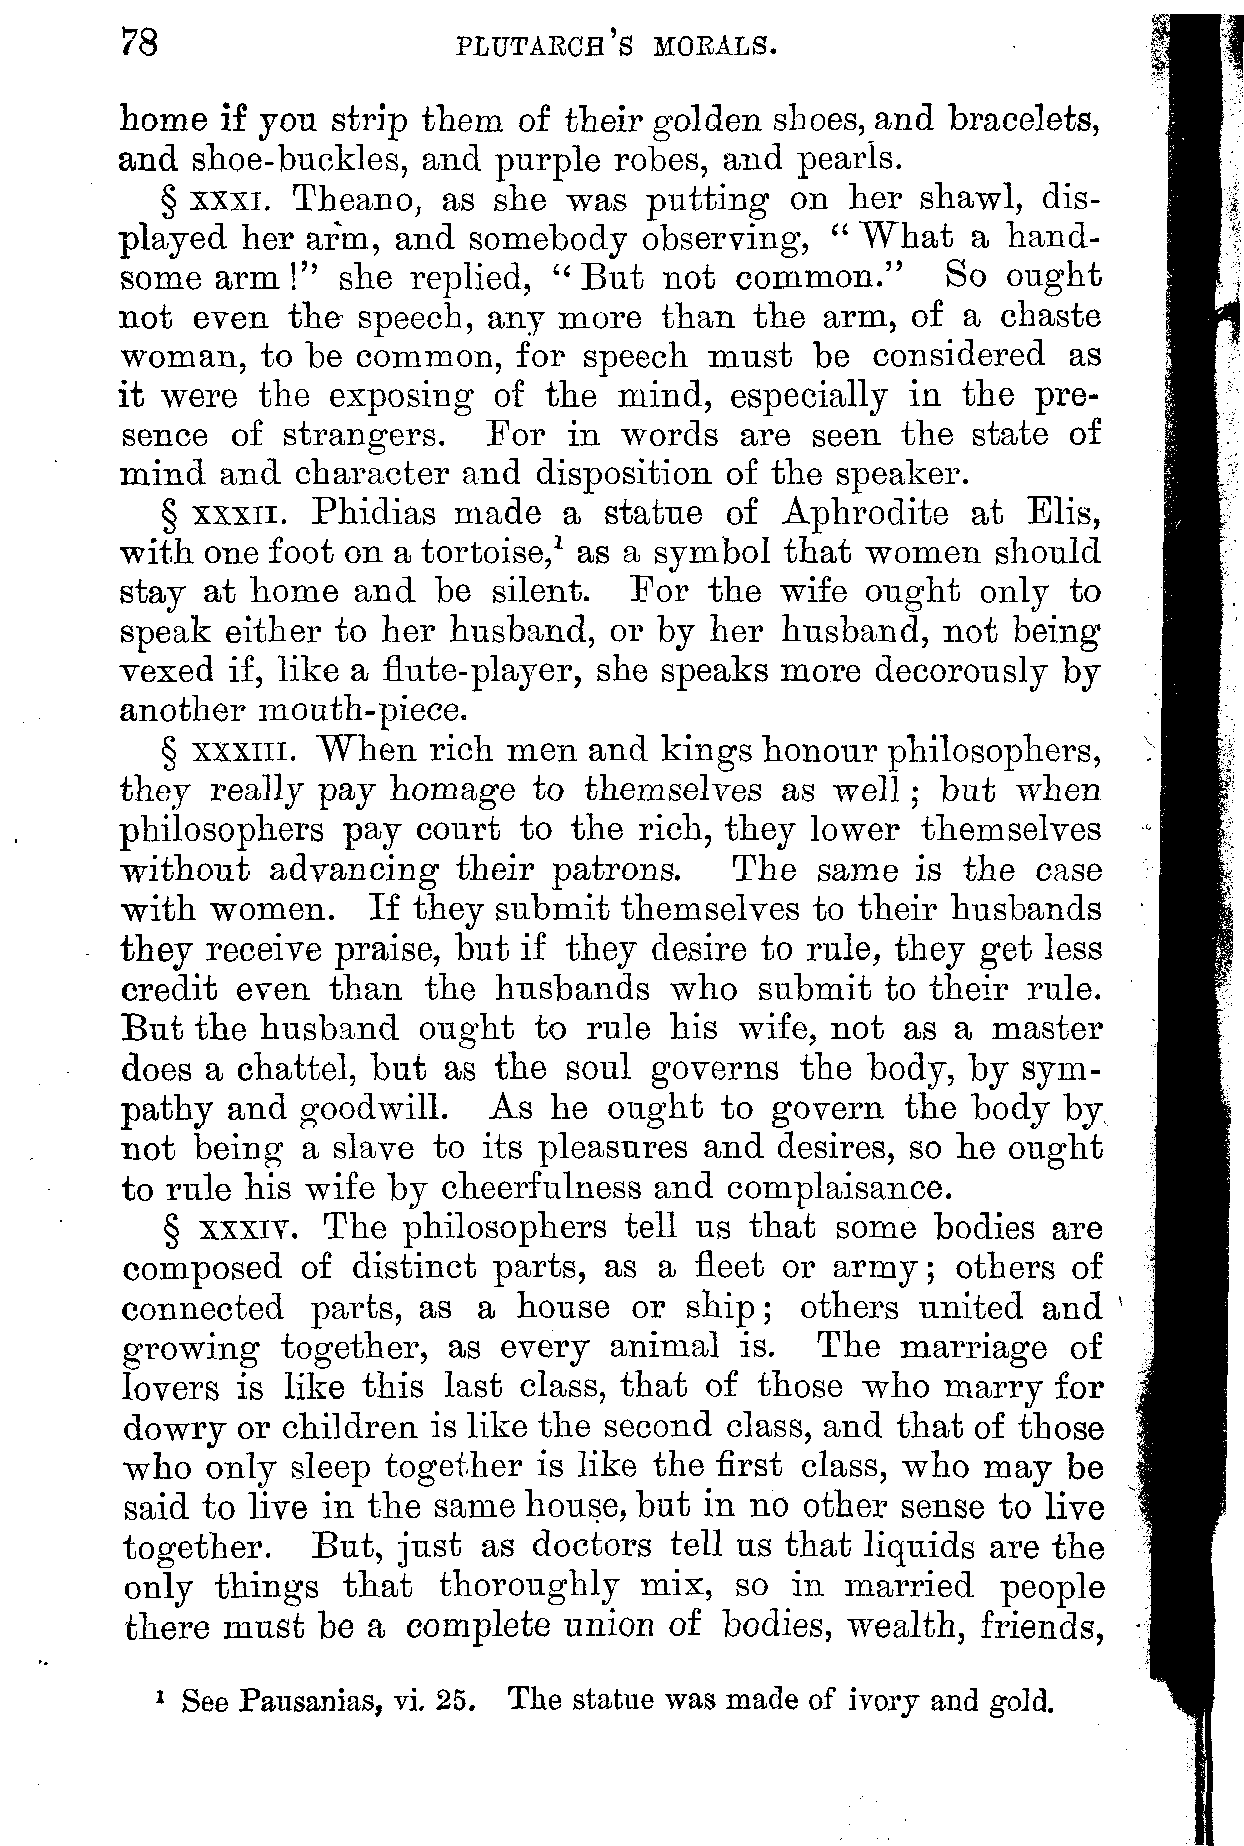 78 PLUTARCH'S MORALS.
home if you strip them of their golden shoes, and bracelets,
and shoe-buckles, and purple robes, and pearls.
§ XXXI. Theano, as she was putting on her shawl, dis-
played her arm, and somebody observing, “ What a hand-
some arm !” she replied, “ But not common.” So ought
not even the speech, any more than the arm, of a chaste
woman, to be common, for speech must be considered as
it were the exposing of the mind, especially in the pre-
sence of strangers. For in words are seen the state of
mind and character and disposition of the speaker.
§ XXXII. Phidias made a statue of Aphrodite at Elis,
with one foot on a tortoise,¹ as a symbol that women should
stay at home and be silent. For the wife ought only to
speak either to her husband, or by her husband, not being
vexed if, like a flute-player, she speaks more decorously by
another mouth-piece.
§ XXXIII. When rich men and kings honour philosophers,
they really pay homage to themselves as well ; but when
philosophers pay court to the rich, they lower themselves
without advancing their patrons. The same is the case
with women. If they submit themselves to their husbands
they receive praise, but if they desire to rule, they get less
credit even than the husbands who submit to their rule.
But the husband ought to rule his wife, not as a master
does a chattel, but as the soul governs the body, by sym-
pathy and goodwill. As he ought to govern the body by
not being a slave to its pleasures and desires, so he ought
to rule his wife by cheerfulness and complaisance.
§ XXXIV. The philosophers tell us that some bodies are
composed of distinct parts, as a fleet or army ; others of
connected parts, as a house or ship ; others united and
growing together, as every animal is. The marriage of
lovers is like this last class, that of those who marry for
dowry or children is like the second class, and that of those
who only sleep together is like the first class, who may be
said to live in the same house, but in no other sense to live
together. But, just as doctors tell us that liquids are the
only things that thoroughly mix, so in married people
there must be a complete union of bodies, wealth, friends,
¹ See Pausanias, vi. 25. The statue was made of ivory and gold.